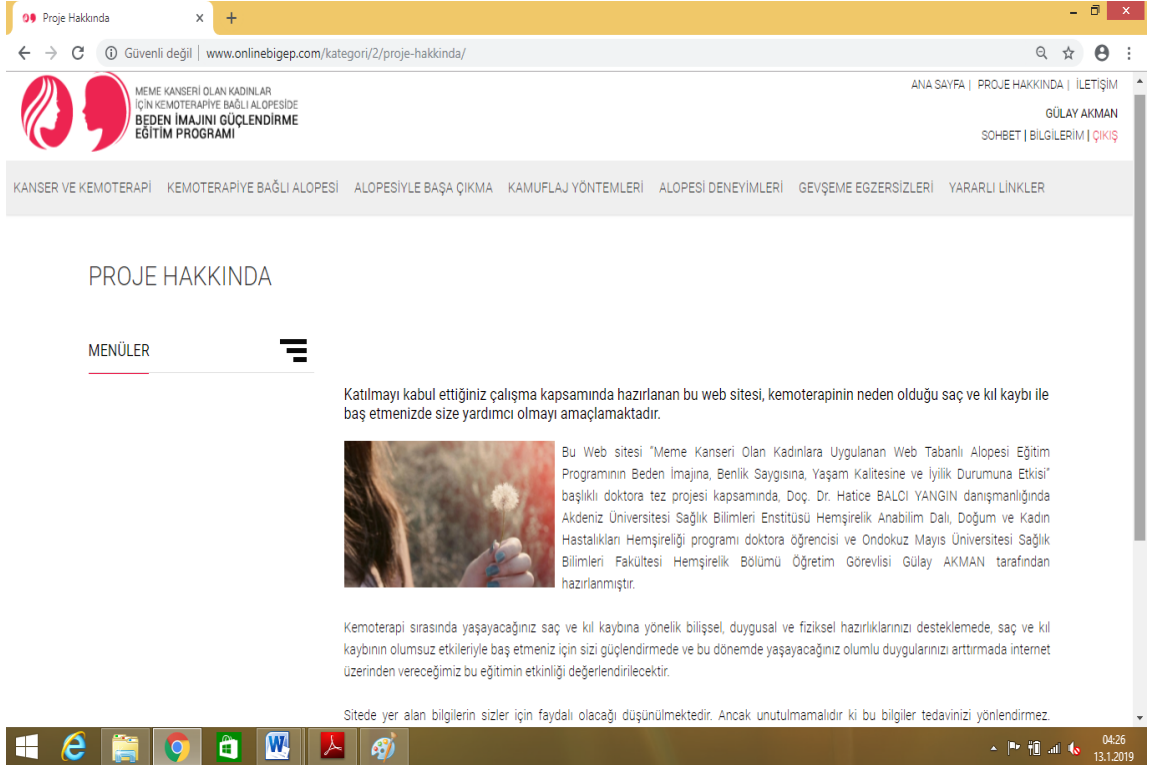 Proje Hakkında
Güvenli değil | www.onlinebigep.com/kategori/2/proje-hakkinda/
MEME KANSERİ OLAN KADINLAR
İÇİN KEMOTERAPİYE BAĞLI ALOPESİDE
BEDEN İMAJINI GÜÇLENDİRME
EĞİTİM PROGRAMI
ANA SAYFA | PROJE HAKKINDA | İLETİŞİM
GÜLAY AKMAN
SOHBET | BİLGİLERİM | ÇIKIŞ
KANSER VE KEMOTERAPİ KEMOTERAPİYE BAĞLI ALOPESİ ALOPESİYLE BAŞA ÇIKMA KAMUFLAJ YÖNTEMLERİ ALOPESİ DENEYİMLERİ GEVŞEME EGZERSİZLERİ YARARLI LİNKLER
PROJE HAKKINDA
MENÜLER
Katılmayı kabul ettiğiniz çalışma kapsamında hazırlanan bu web sitesi, kemoterapinin neden olduğu saç ve kıl kaybı ile
baş etmenizde size yardımcı olmayı amaçlamaktadır.
Bu Web sitesi "Meme Kanseri Olan Kadınlara Uygulanan Web Tabanlı Alopesi Eğitim
Programının Beden İmajına, Benlik Saygısına, Yaşam Kalitesine ve İyilik Durumuna Etkisi"
başlıklı doktora tez projesi kapsamında, Doç. Dr. Hatice BALCI YANGIN danışmanlığında
Akdeniz Üniversitesi Sağlık Bilimleri Enstitüsü Hemşirelik Anabilim Dalı, Doğum ve Kadın
Hastalıkları Hemşireliği programı doktora öğrencisi ve Ondokuz Mayıs Üniversitesi Sağlık
Bilimleri Fakültesi Hemşirelik Bölümü Öğretim Görevlisi Gülay AKMAN tarafından
hazırlanmıştır.
Kemoterapi sırasında yaşayacağınız saç ve kıl kaybına yönelik bilişsel, duygusal ve fiziksel hazırlıklarınızı desteklemede, saç ve kıl
kaybının olumsuz etkileriyle baş etmeniz için sizi güçlendirmede ve bu dönemde yaşayacağınız olumlu duygularınızı arttırmada internet
üzerinden vereceğimiz bu eğitimin etkinliği değerlendirilecektir.
Sitede yer alan bilgilerin sizler için faydalı olacağı düşünülmektedir. Ancak unutulmamalıdır ki bu bilgiler tedavinizi yönlendirmez.
04:26
13.1.2019